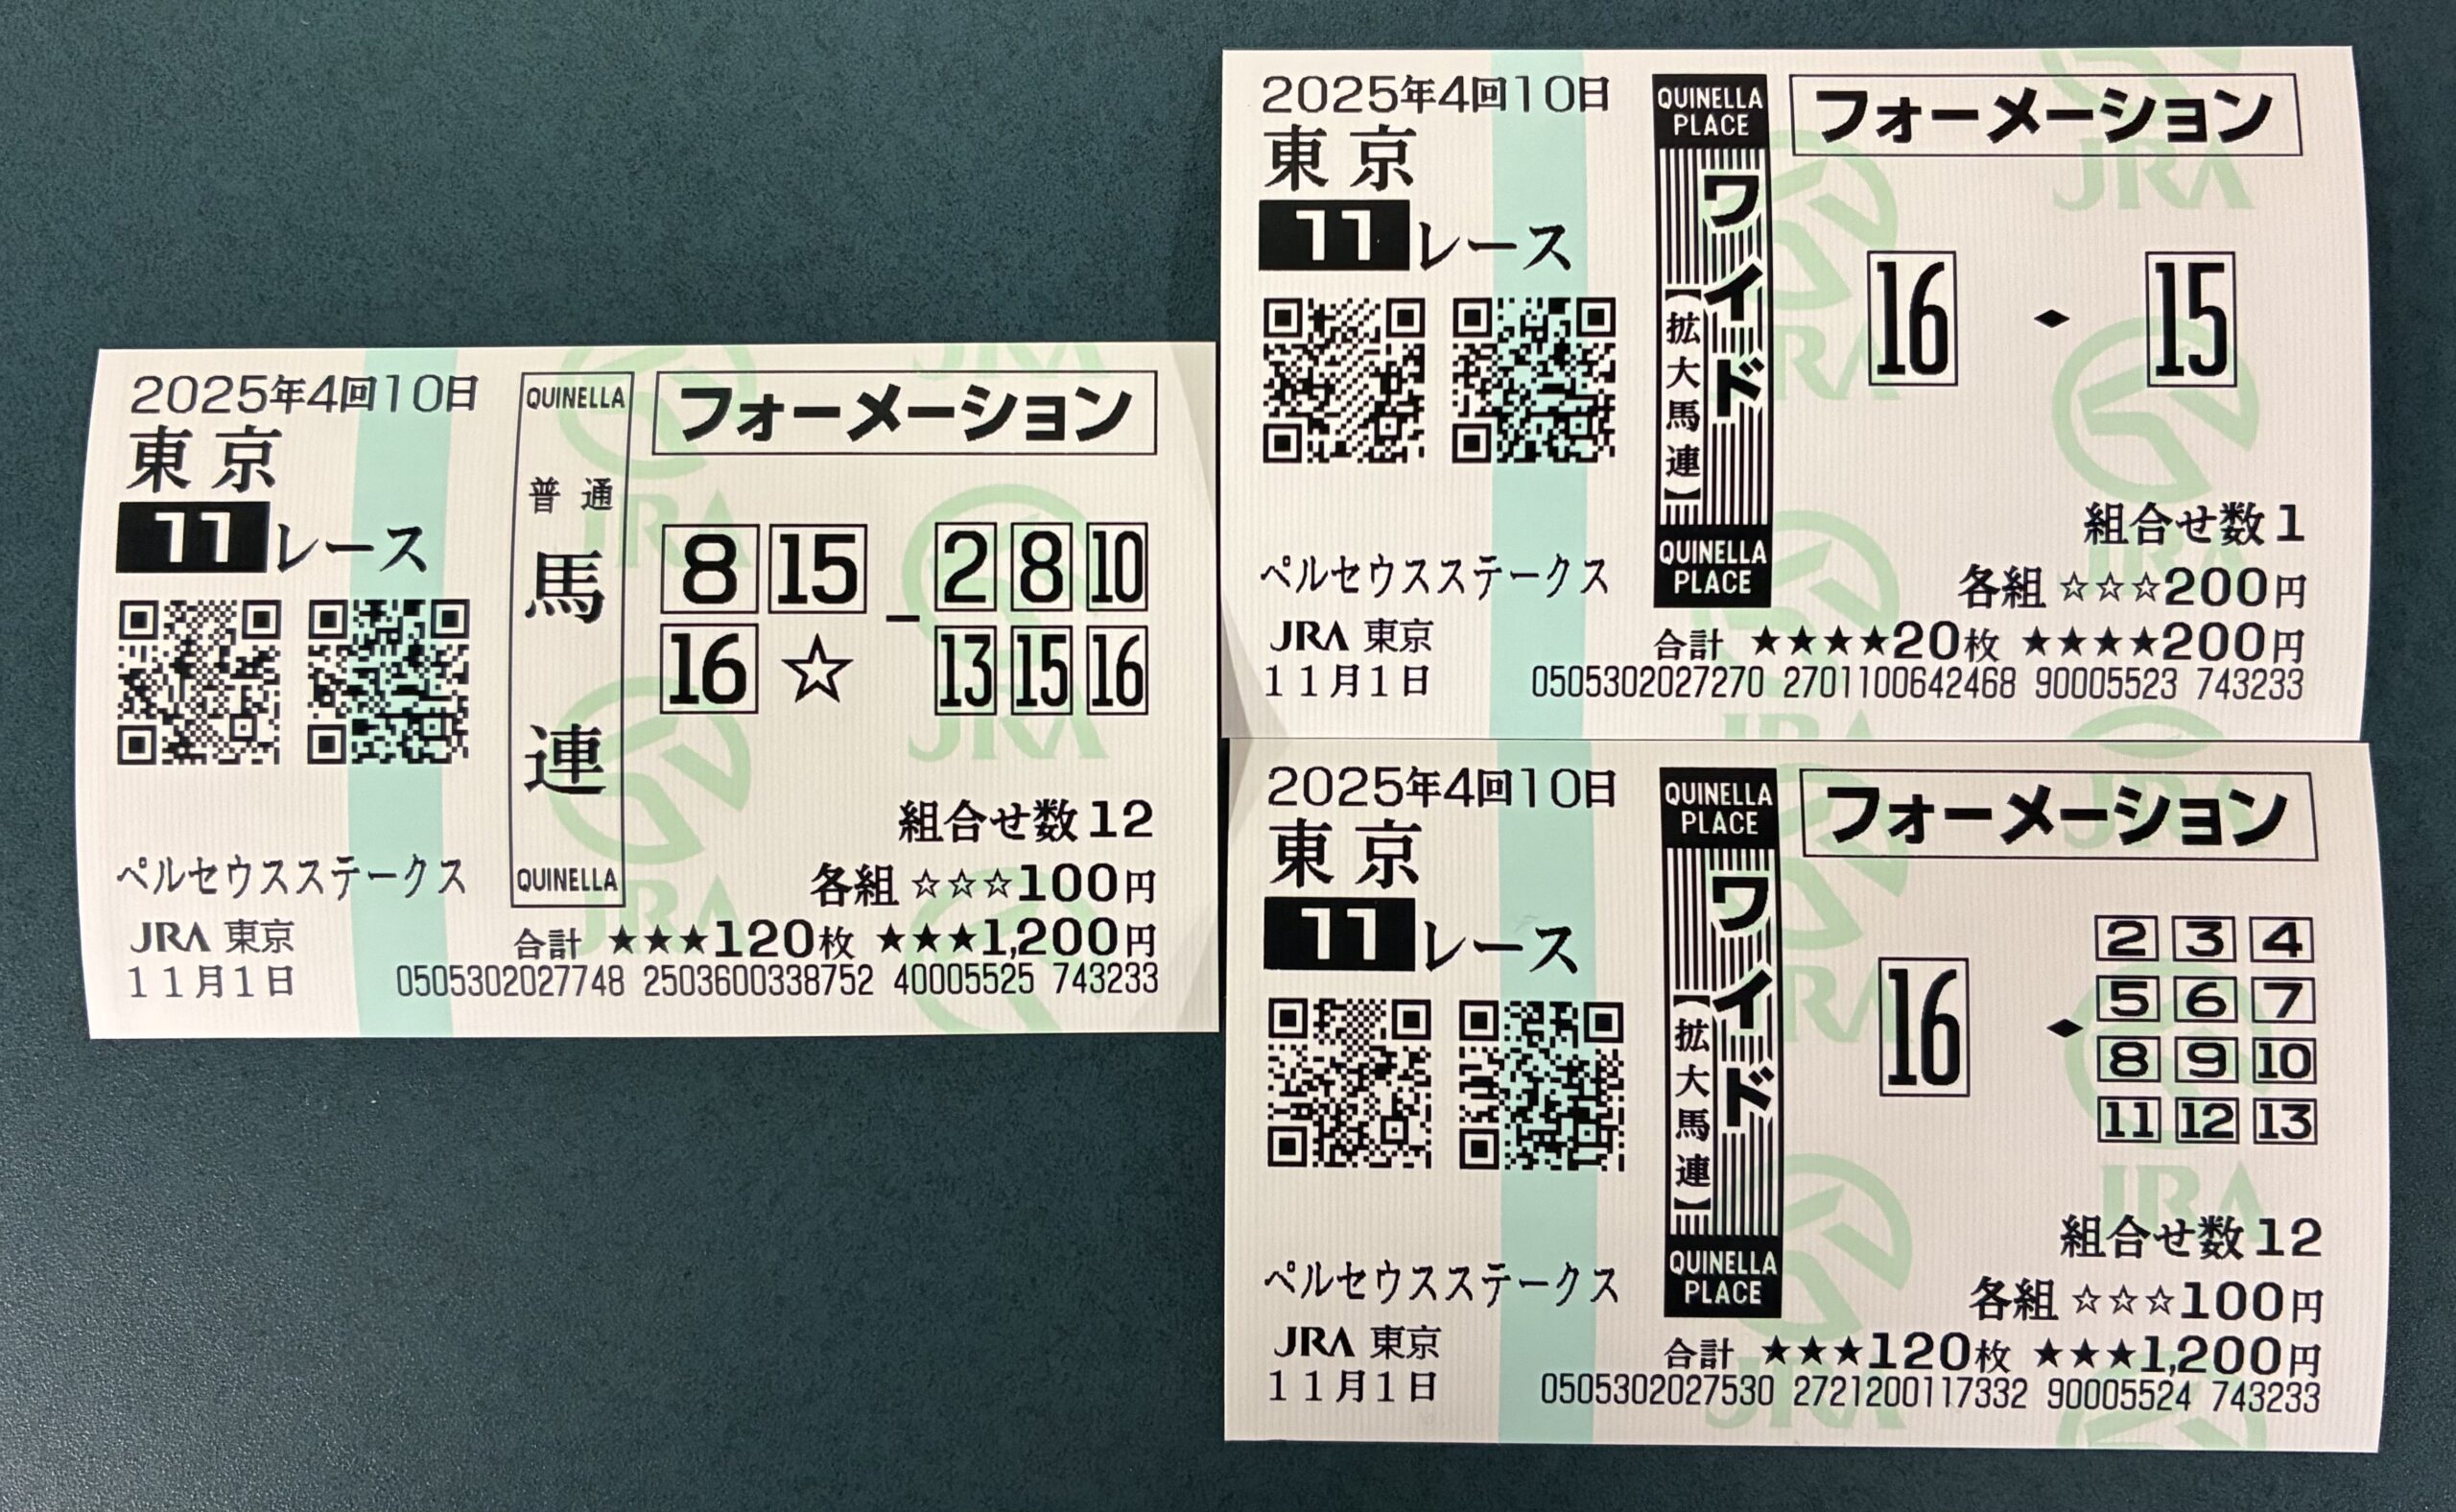 2025年4回10日
東京
11レース
ペルセウスステークス
JRA 東京
11月1日
QUINELLA
普通
馬連
QUINELLA
フォーメーション
8 15 - 2 8 10
16 ☆ 13 15 16
組合せ数12
各組 ☆☆☆100円
合計 ★★★120枚 ★★★1,200円
0505302027748 2503600338752 40005525 743233
2025年4回10日
東京
11レース
ペルセウスステークス
JRA 東京
11月1日
QUINELLA
PLACE
ワイド
【拡大馬連】
QUINELLA
PLACE
フォーメーション
16 ◆ 15
組合せ数1
各組 ☆☆☆200円
合計 ★★★★20枚 ★★★★200円
0505302027270 2701100642468 90005523 743233
2025年4回10日
東京
11レース
ペルセウスステークス
JRA 東京
11月1日
QUINELLA
PLACE
ワイド
【拡大馬連】
QUINELLA
PLACE
フォーメーション
16 ◆
2 3 4
5 6 7
8 9 10
11 12 13
組合せ数12
各組 ☆☆☆100円
合計 ★★★120枚 ★★★1,200円
0505302027530 2721200117332 90005524 743233